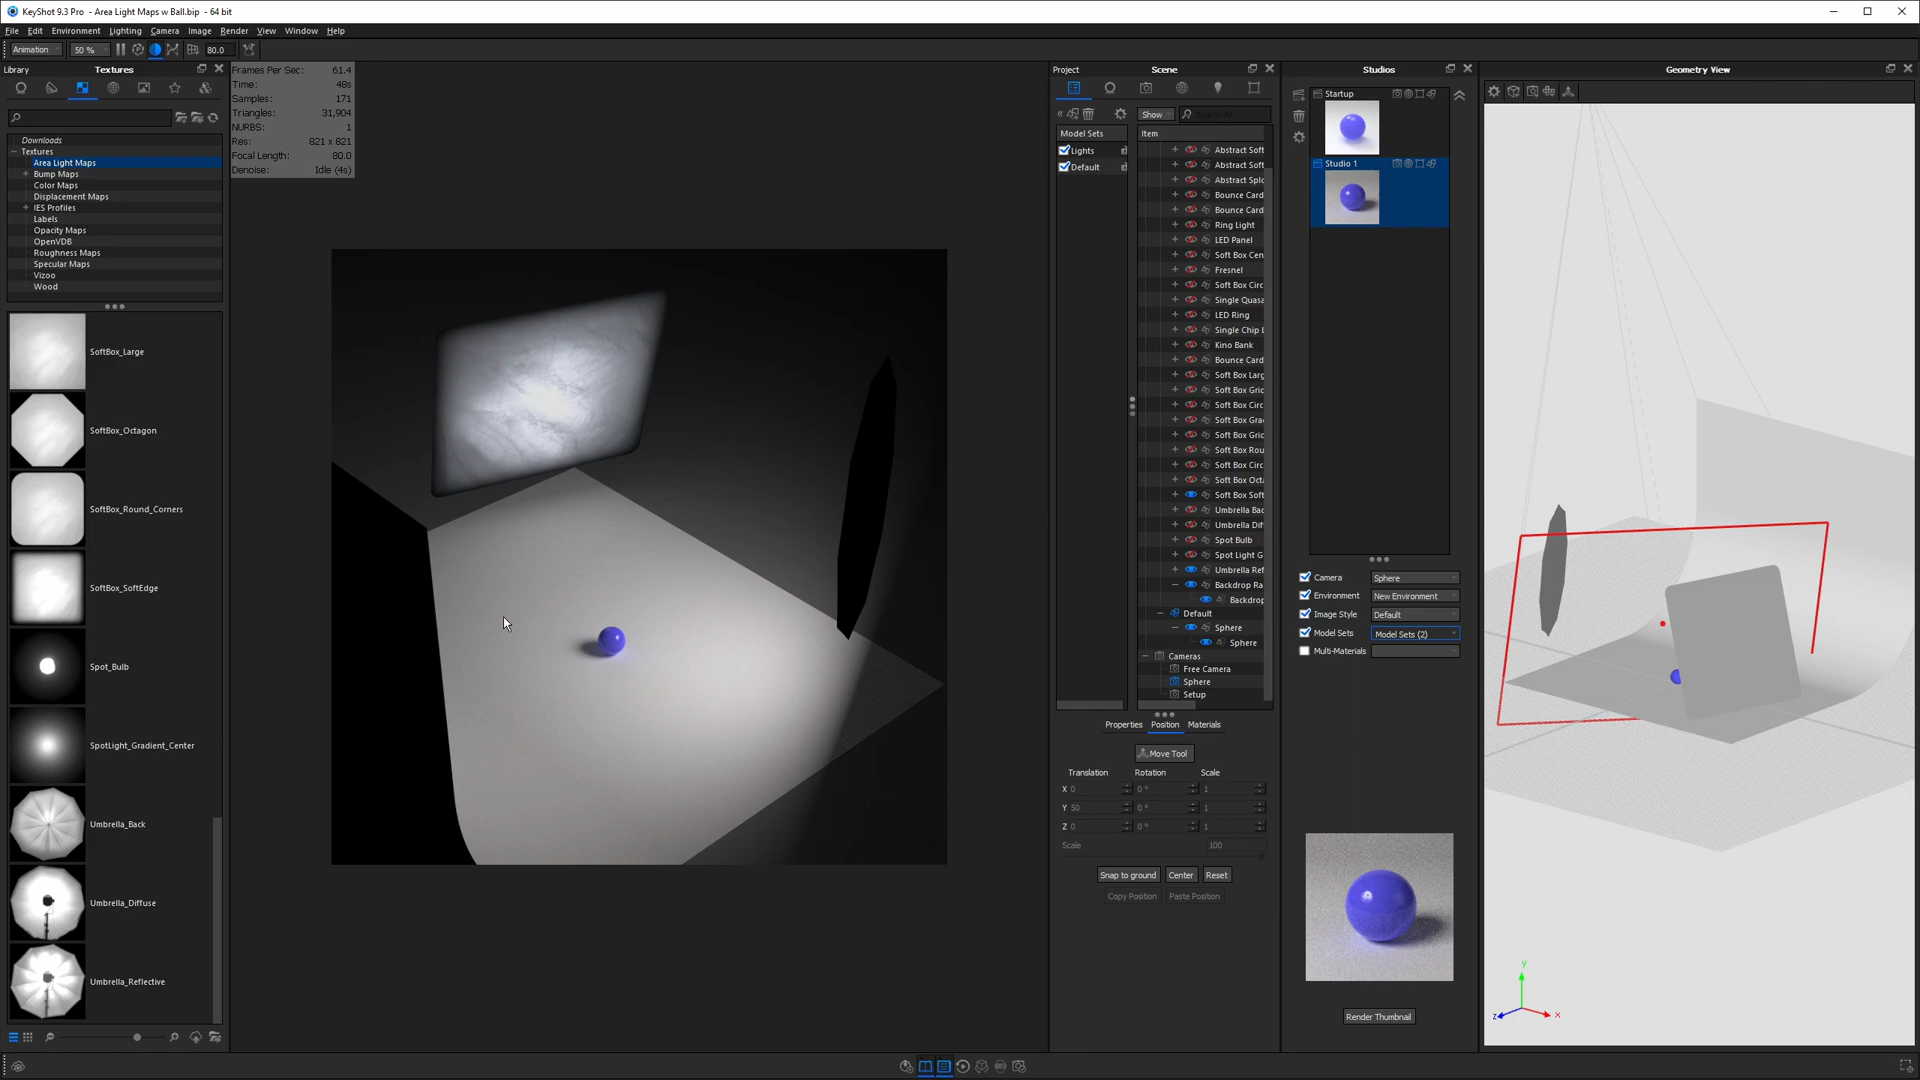 KeyShot 9.3 Pro - Area Light Maps w Ball.bip - 64 bit
File Edit Environment Lighting Camera Image Render View Window Help
Animation 50 % 80.0
Library Textures
Downloads
Textures
Area Light Maps
Bump Maps
Color Maps
Displacement Maps
IES Profiles
Labels
Opacity Maps
OpenVDB
Roughness Maps
Specular Maps
Vizoo
Wood
SoftBox_Large
SoftBox_Octagon
SoftBox_Round_Corners
SoftBox_SoftEdge
Spot_Bulb
SpotLight_Gradient_Center
Umbrella_Back
Umbrella_Diffuse
Umbrella_Reflective
Frames Per Sec: 61.4
Time: 48s
Samples: 171
Triangles: 31,904
NURBS: 1
Res: 821 x 821
Focal Length: 80.0
Denoise: Idle (4s)
Project Scene
Show Search All
Model Sets
Lights
Default
Item
Abstract Soft
Abstract Soft
Abstract Splo
Bounce Card
Bounce Card
Ring Light
LED Panel
Soft Box Cen
Fresnel
Soft Box Circ
Single Quasa
LED Ring
Single Chip L
Kino Bank
Bounce Card
Soft Box Larg
Soft Box Grid
Soft Box Circ
Soft Box Gra
Soft Box Grid
Soft Box Rou
Soft Box Circ
Soft Box Octa
Soft Box Soft
Umbrella Bac
Umbrella Dif
Spot Bulb
Spot Light G
Umbrella Ref
Backdrop Ra
Backdrop
Default
Sphere
Sphere
Cameras
Free Camera
Sphere
Setup
Properties Position Materials
Move Tool
Translation Rotation Scale
X 0 0 ° 1
Y 50 0 ° 1
Z 0 0 ° 1
Scale 100
Snap to ground Center Reset
Copy Position Paste Position
Studios
Startup
Studio 1
Camera Sphere
Environment New Environment
Image Style Default
Model Sets Model Sets (2)
Multi-Materials
Render Thumbnail
Geometry View
y
z x